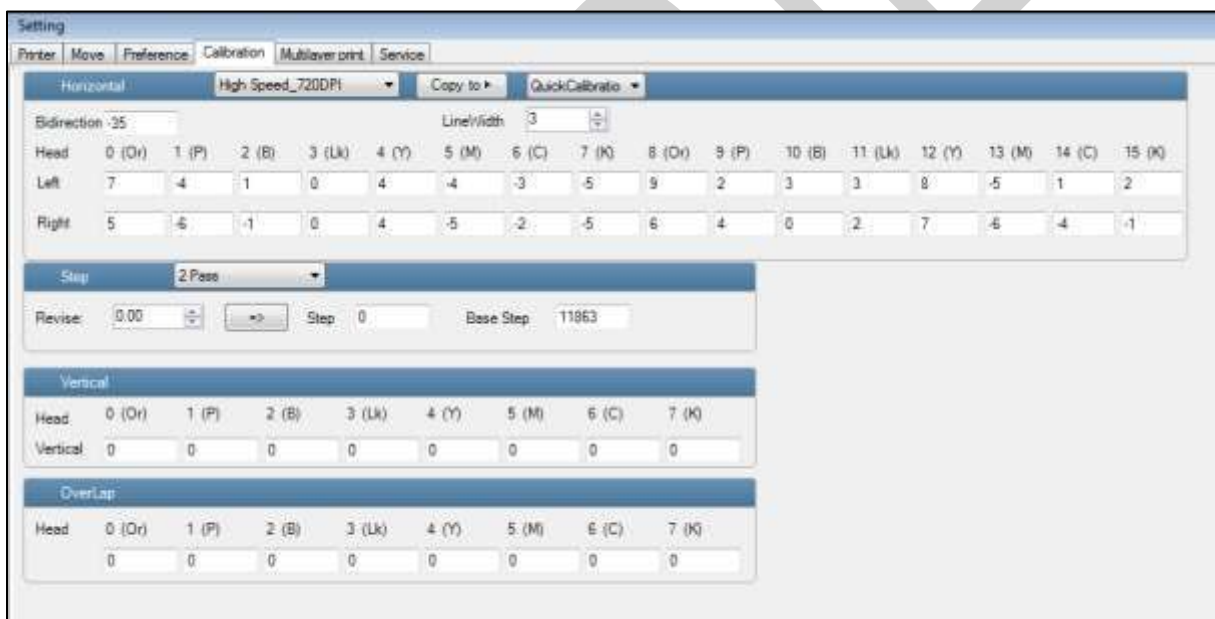 Setting
Printer Move Preference Calibration Multilayer print Service
Horizontal High Speed_720DPI Copy to QuickCalibratio
Bidirection -35 LineWidth 3
Head 0 (Or) 1 (P) 2 (B) 3 (Lk) 4 (Y) 5 (M) 6 (C) 7 (K) 8 (Or) 9 (P) 10 (B) 11 (Lk) 12 (Y) 13 (M) 14 (C) 15 (K)
Left 7 -4 1 0 4 -4 -3 -5 9 2 3 3 8 -5 1 2
Right 5 -6 -1 0 4 -5 -2 -5 6 4 0 2 7 -6 -4 -1
Step 2 Pass
Revise: 0.00 => Step 0 Base Step 11863
Vertical
Head 0 (Or) 1 (P) 2 (B) 3 (Lk) 4 (Y) 5 (M) 6 (C) 7 (K)
Vertical 0 0 0 0 0 0 0 0
OverLap
Head 0 (Or) 1 (P) 2 (B) 3 (Lk) 4 (Y) 5 (M) 6 (C) 7 (K)
0 0 0 0 0 0 0 0